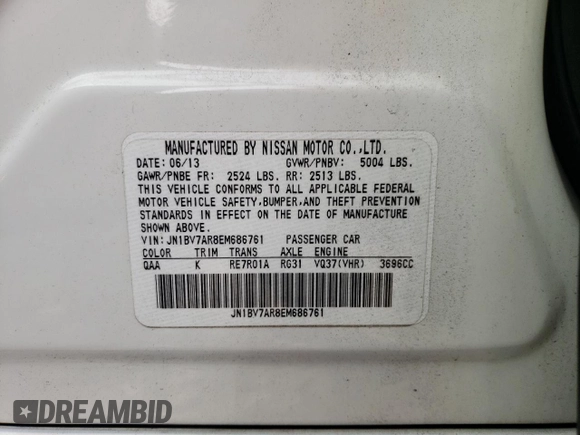 MANUFACTURED BY NISSAN MOTOR CO.,LTD.
DATE: 06/13 GVWR/PNBV: 5004 LBS.
GAWR/PNBE FR: 2524 LBS. RR: 2513 LBS.
THIS VEHICLE CONFORMS TO ALL APPLICABLE FEDERAL
MOTOR VEHICLE SAFETY,BUMPER,AND THEFT PREVENTION
STANDARDS IN EFFECT ON THE DATE OF MANUFACTURE
SHOWN ABOVE.
VIN: JN1BV7AR8EM686761 PASSENGER CAR
COLOR TRIM TRANS AXLE ENGINE
QAA K RE7R01A RG31 VQ37(VHR) 3696CC
JN1BV7AR8EM686761
DREAMBID